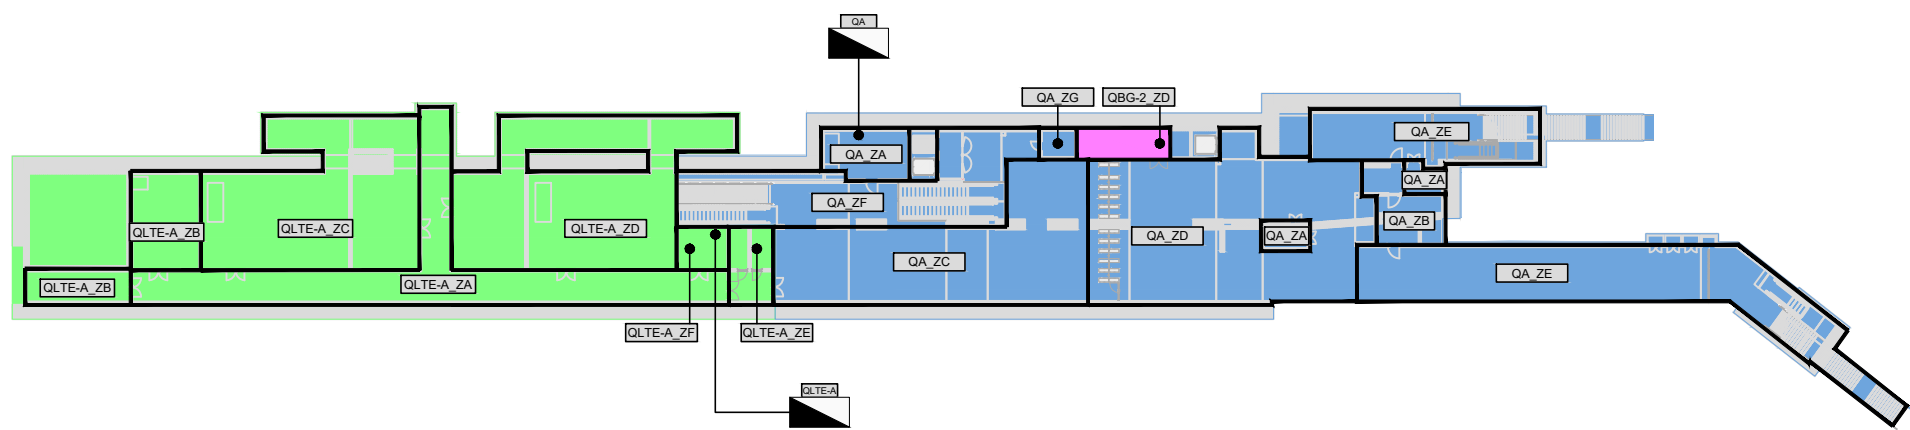 QA
QA_ZG
QBG-2_ZD
QA_ZE
QA_ZA
QA_ZA
QA_ZF
QA_ZB
QLTE-A_ZB
QLTE-A_ZC
QLTE-A_ZD
QA_ZD
QA_ZA
QA_ZC
QA_ZE
QLTE-A_ZB
QLTE-A_ZA
QLTE-A_ZF
QLTE-A_ZE
QLTE-A